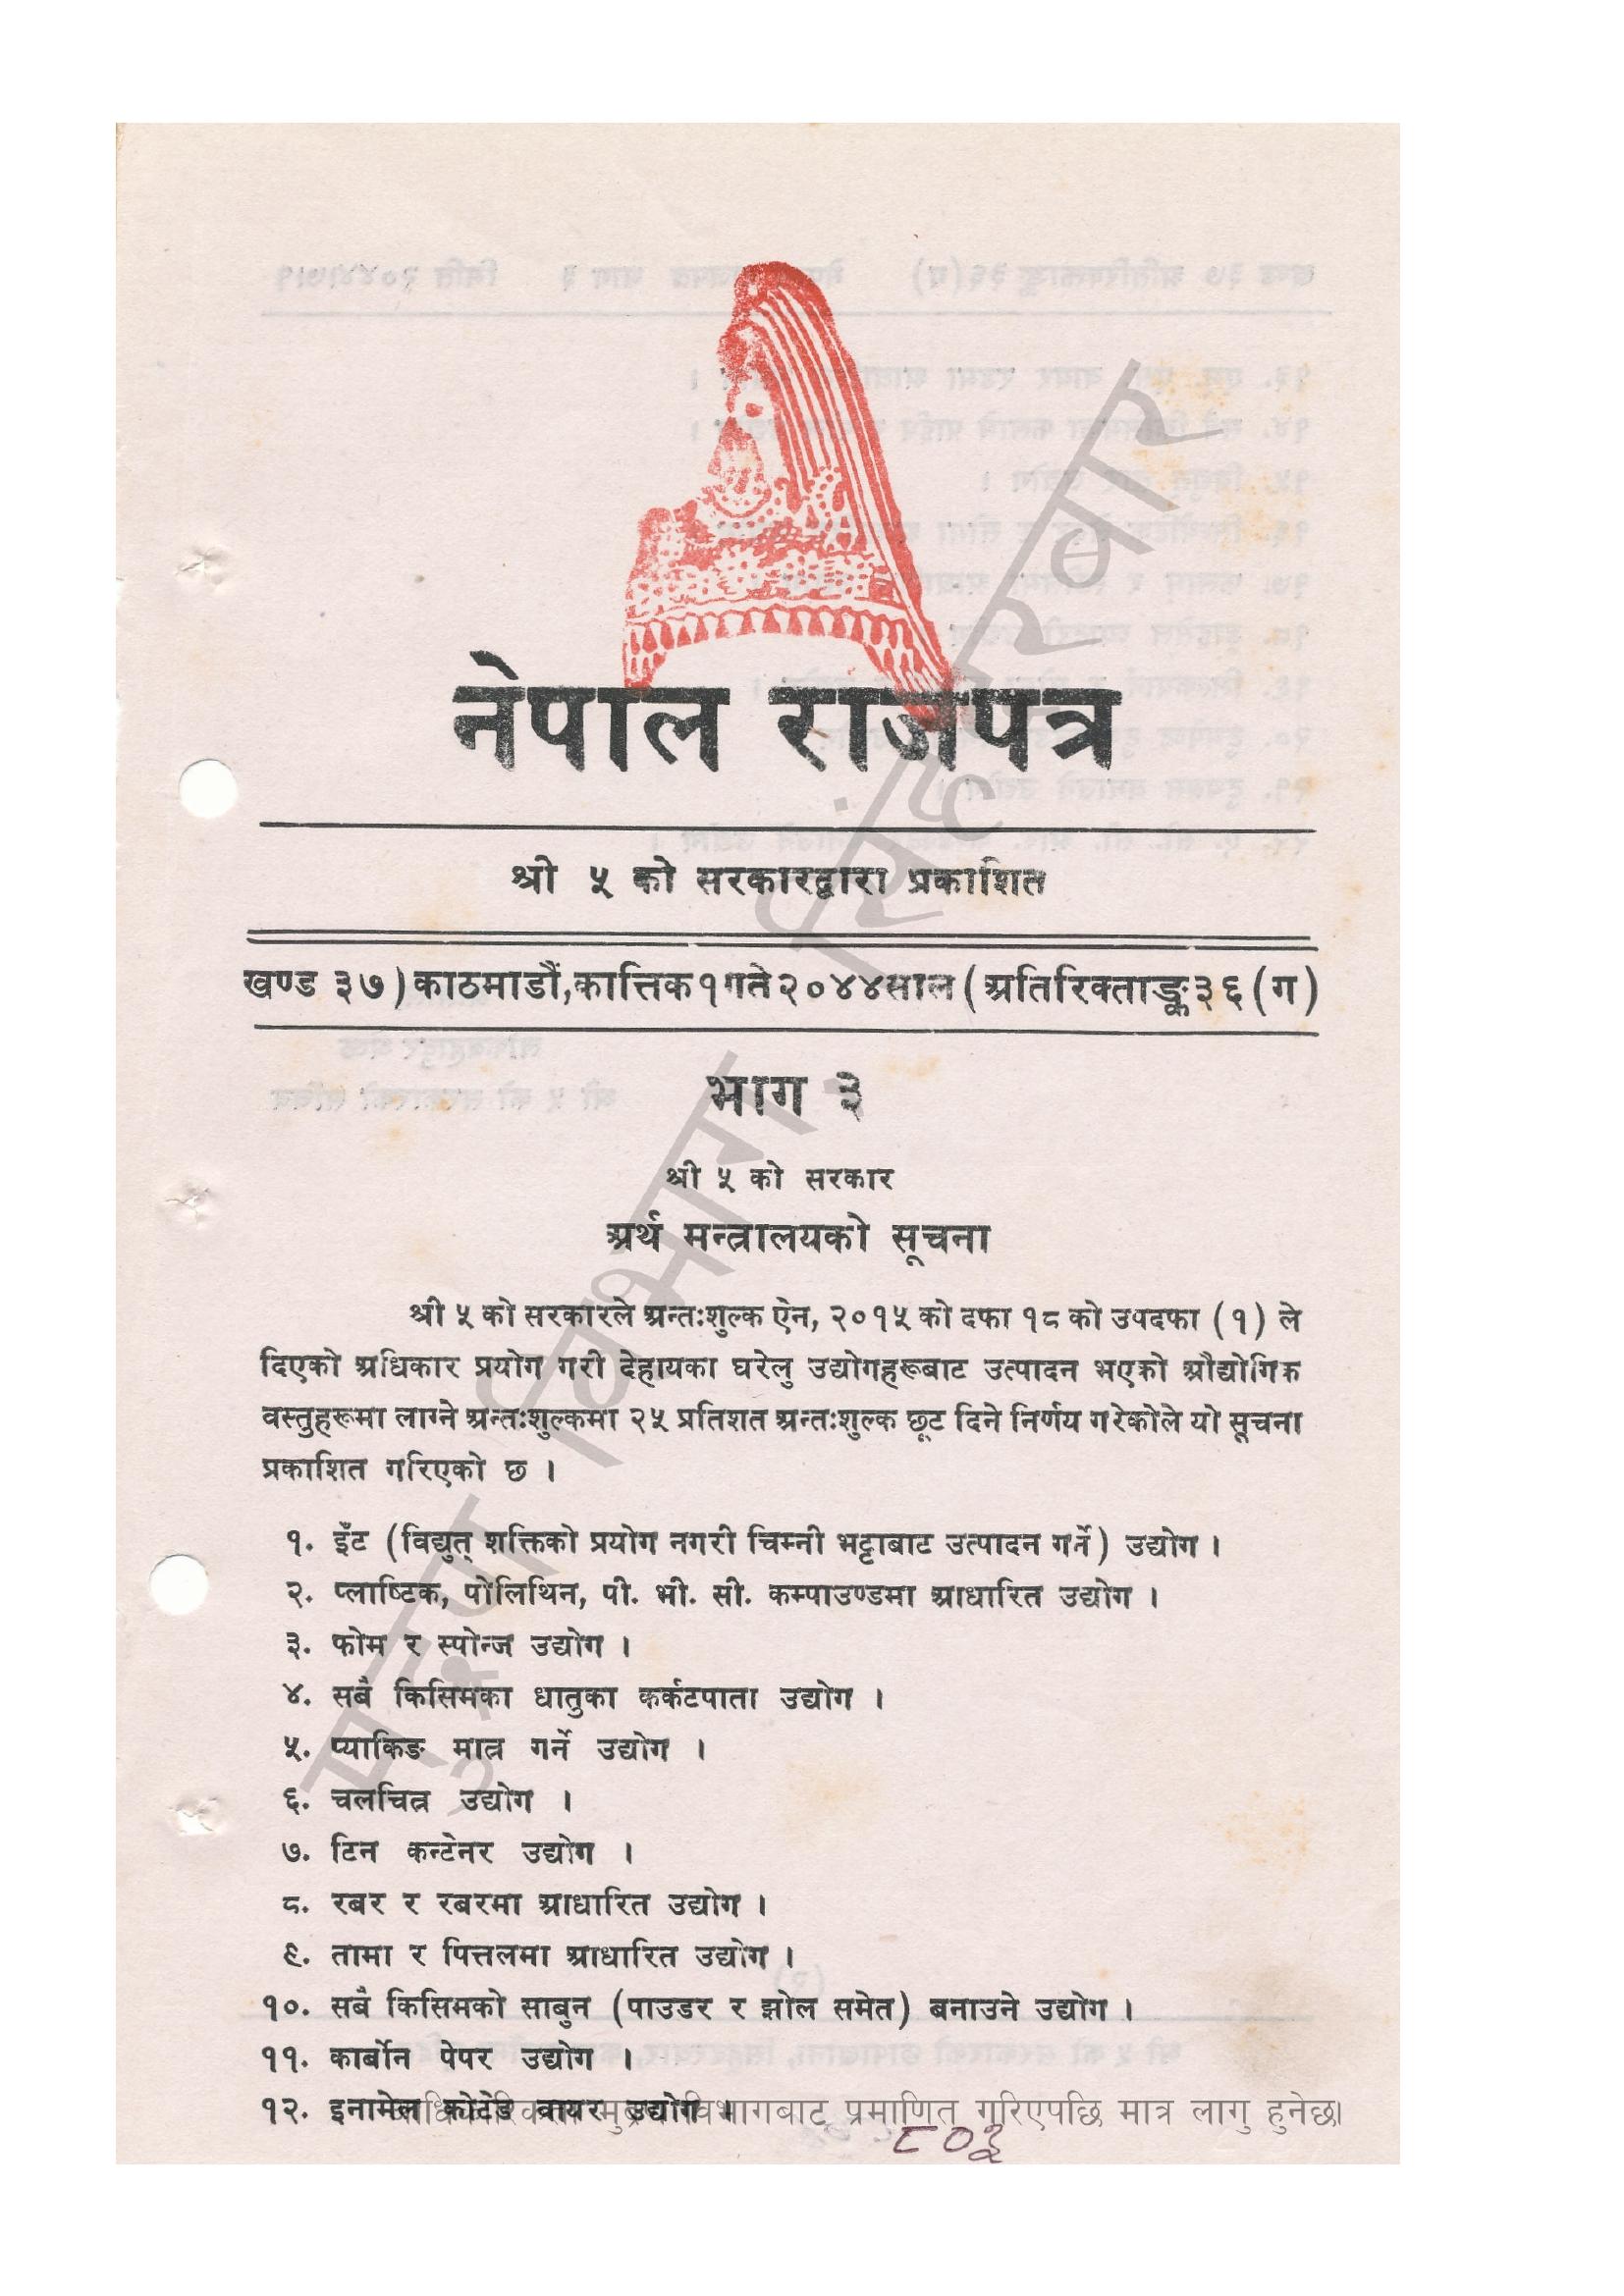 नेपाल राजपत्र
श्री ५ को सरकारद्वारा प्रकाशित
खण्ड ३७) काठमाडौं, कात्तिक १ गते २०४४ साल (अतिरिक्ताङ्क ३६ (ग)
भाग ३
श्री ५ को सरकार
अर्थ मन्त्रालयको सूचना
श्री ५ को सरकारले अन्तःशुल्क ऐन, २०१५ को दफा १८ को उपदफा (१) ले
दिएको अधिकार प्रयोग गरी देहायका घरेलु उद्योगहरूबाट उत्पादन भएको औद्योगिक
वस्तुहरूमा लाग्ने अन्तःशुल्कमा २५ प्रतिशत अन्तःशुल्क छूट दिने निर्णय गरेकोले यो सूचना
प्रकाशित गरिएको छ ।
१. इँट (विद्युत् शक्तिको प्रयोग नगरी चिम्नी भट्टाबाट उत्पादन गर्ने) उद्योग ।
२. प्लाष्टिक, पोलिथिन, पी. भी. सी. कम्पाउण्डमा आधारित उद्योग ।
३. फोम र स्पोन्ज उद्योग ।
४. सबै किसिमका धातुका कर्कटपाता उद्योग ।
५. प्याकिङ मात्र गर्ने उद्योग ।
६. चलचित्र उद्योग ।
७. टिन कन्टेनर उद्योग ।
८. रबर र रबरमा आधारित उद्योग ।
९. तामा र पित्तलमा आधारित उद्योग ।
१०. सबै किसिमको साबुन (पाउडर र झोल समेत) बनाउने उद्योग ।
११. कार्बोन पेपर उद्योग ।
१२. इनामेल कोटेड वायर उद्योग ।
विभागबाट प्रमाणित गरिएपछि मात्र लागु हुनेछ।
८०३
मुद्रण विभाग, सिंहदरवार